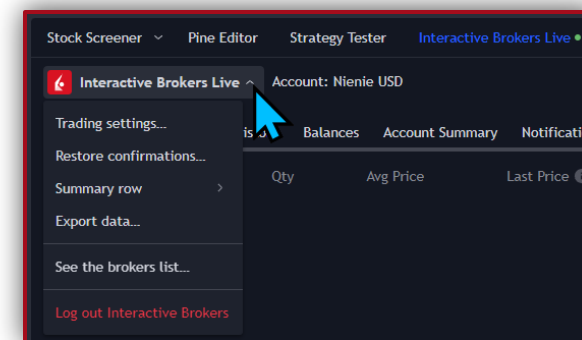 Stock Screener Pine Editor Strategy Tester Interactive Brokers Live
Interactive Brokers Live Account: Nienie USD
Trading settings...
Balances Account Summary
Restore confirmations...
Summary row Qty Avg Price Last Price
Export data...
See the brokers list...
Log out Interactive Brokers